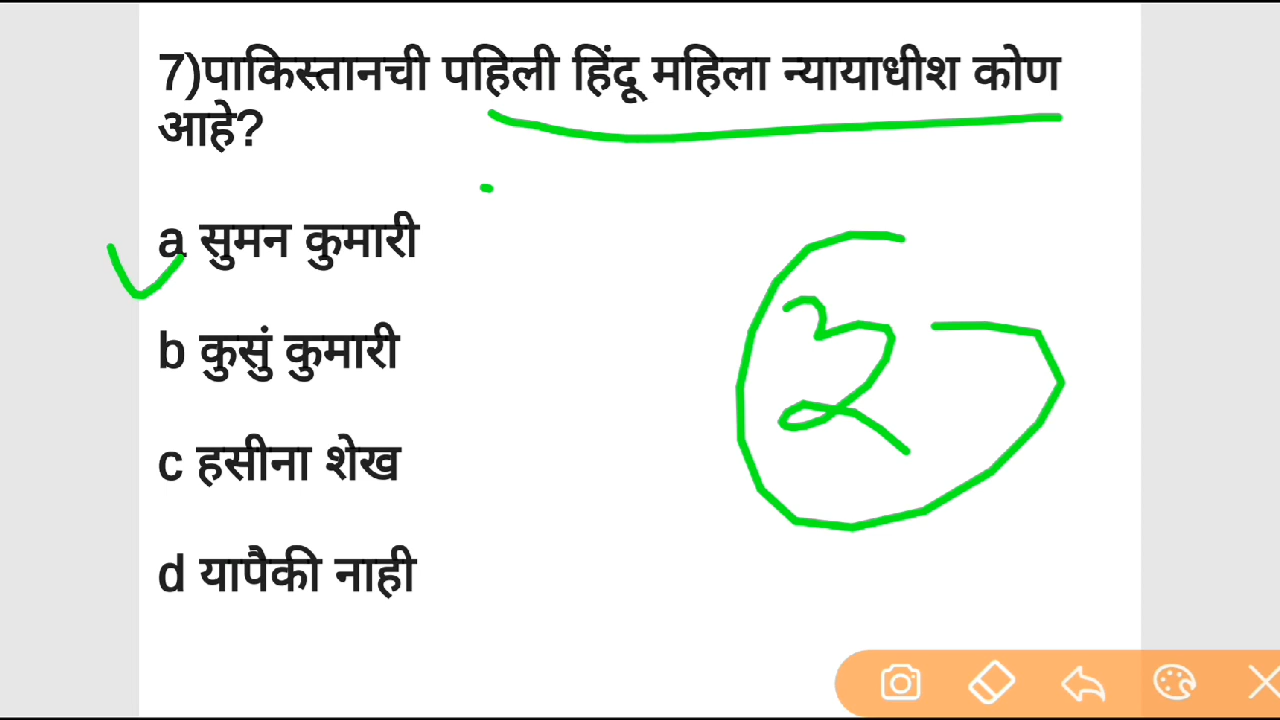 7)पाकिस्तानची पहिली हिंदू महिला न्यायाधीश कोण
आहे?
a सुमन कुमारी
b कुसुं कुमारी
c हसीना शेख
d यापैकी नाही